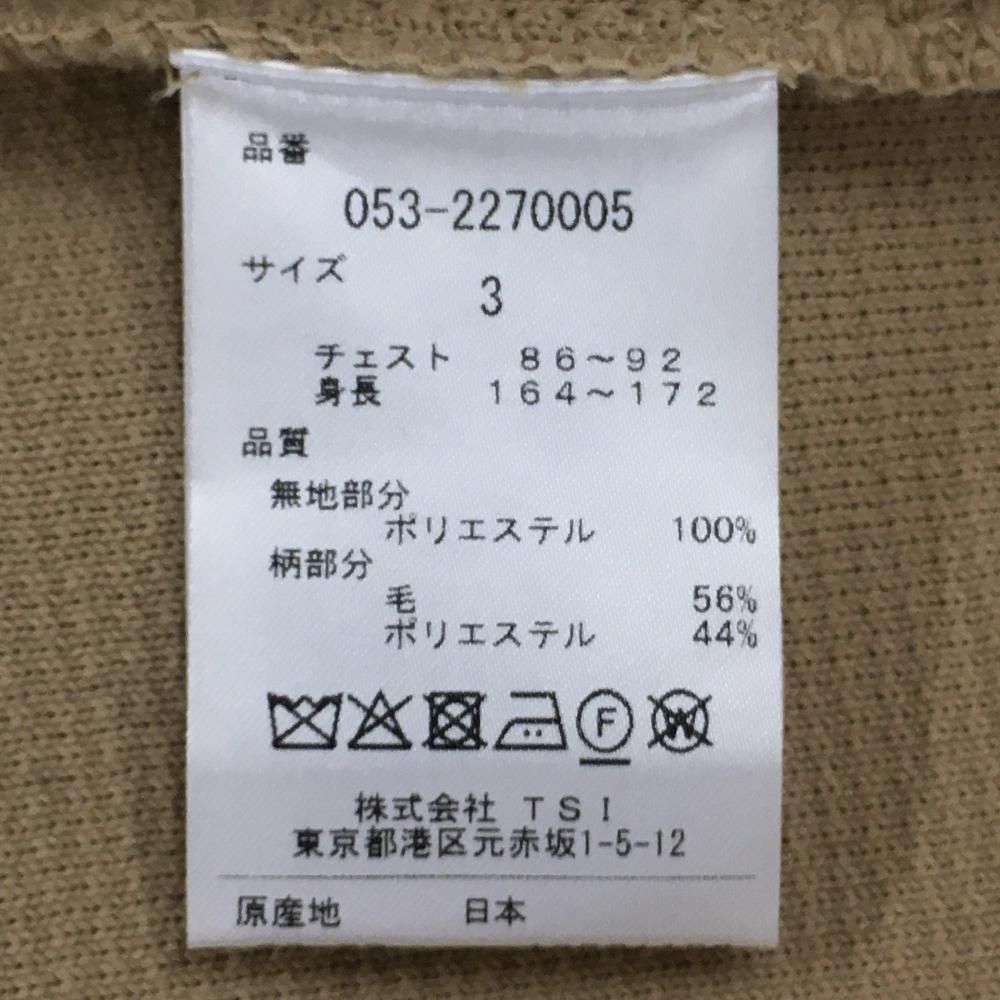 品番
053-2270005
サイズ
3
チェスト 86〜92
身長 164〜172
品質
無地部分
ポリエステル 100%
柄部分
毛 56%
ポリエステル 44%
F W
株式会社 TSI
東京都港区元赤坂1-5-12
原産地 日本